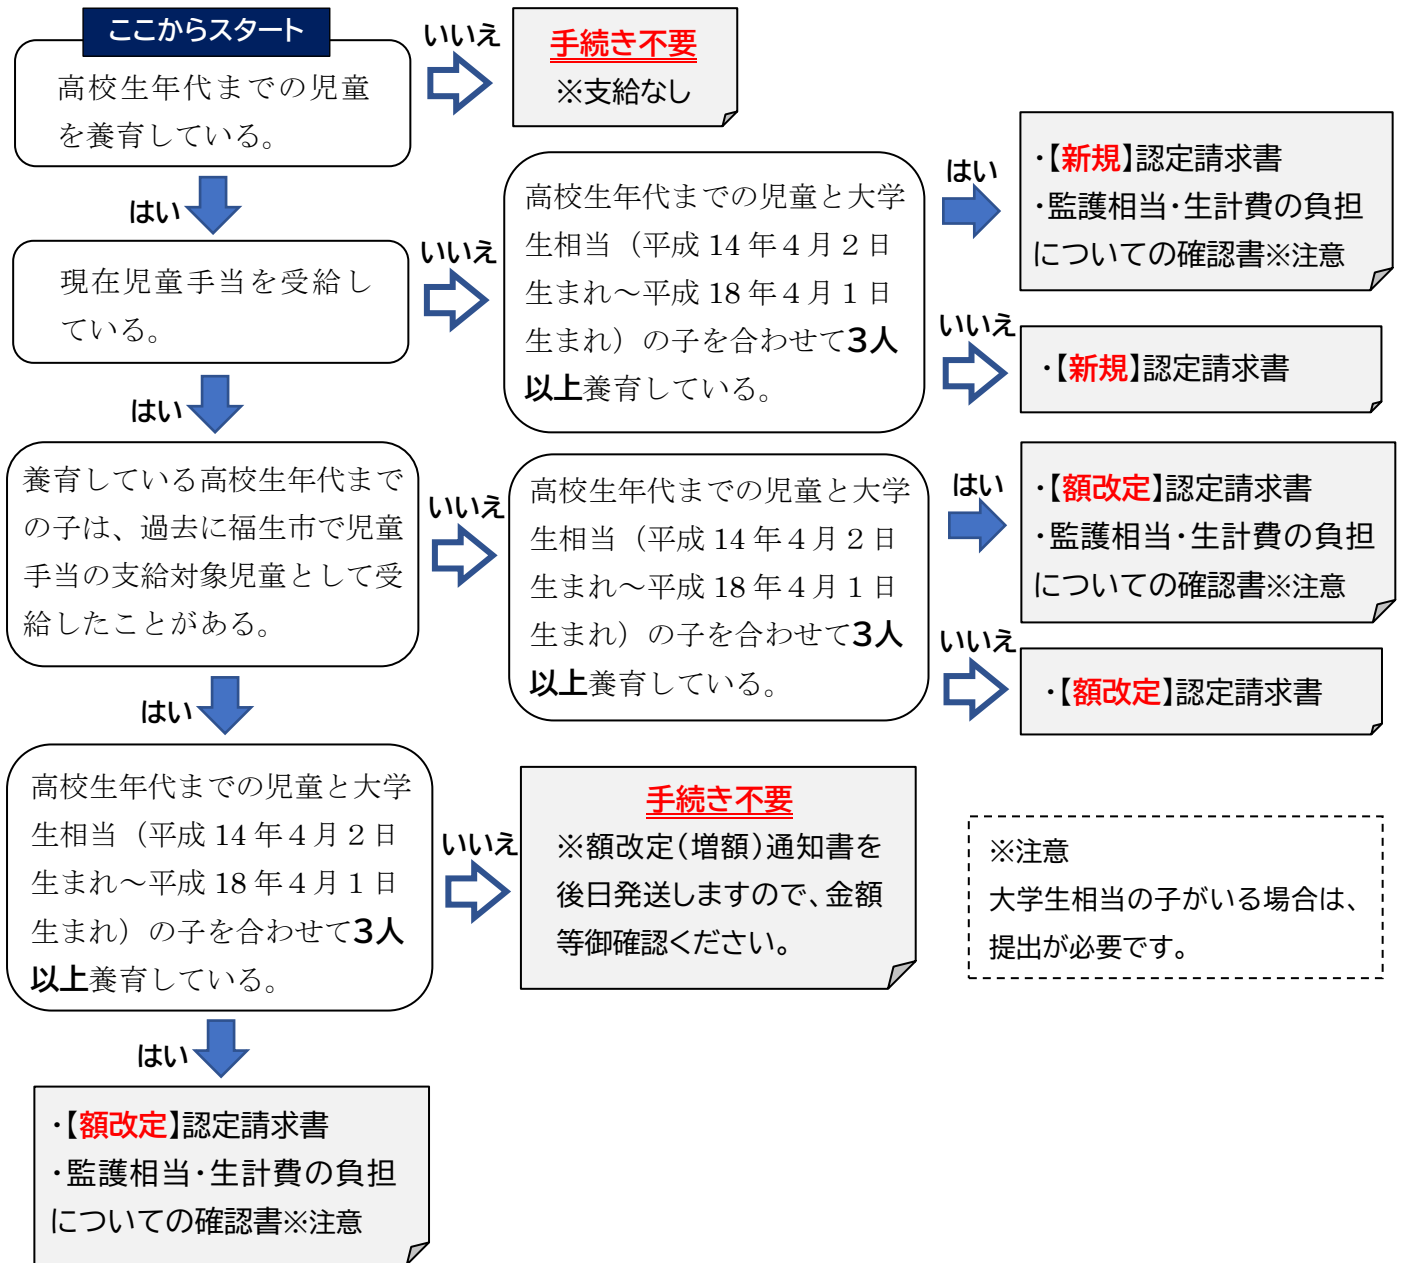 ここからスタート
高校生年代までの児童
を養育している。
いいえ
手続き不要
※支給なし
はい
現在児童手当を受給し
ている。
いいえ
高校生年代までの児童と大学
生相当（平成 14 年４月２日
生まれ～平成 18 年４月１日
生まれ）の子を合わせて３人
以上養育している。
はい
・【新規】認定請求書
・監護相当・生計費の負担
についての確認書※注意
いいえ
・【新規】認定請求書
はい
養育している高校生年代まで
の子は、過去に福生市で児童
手当の支給対象児童として受
給したことがある。
いいえ
高校生年代までの児童と大学
生相当（平成 14 年４月２日
生まれ～平成 18 年４月１日
生まれ）の子を合わせて３人
以上養育している。
はい
・【額改定】認定請求書
・監護相当・生計費の負担
についての確認書※注意
いいえ
・【額改定】認定請求書
はい
高校生年代までの児童と大学
生相当（平成 14 年４月２日
生まれ～平成 18 年４月１日
生まれ）の子を合わせて３人
以上養育している。
いいえ
手続き不要
※額改定（増額）通知書を
後日発送しますので、金額
等御確認ください。
※注意
大学生相当の子がいる場合は、
提出が必要です。
はい
・【額改定】認定請求書
・監護相当・生計費の負担
についての確認書※注意